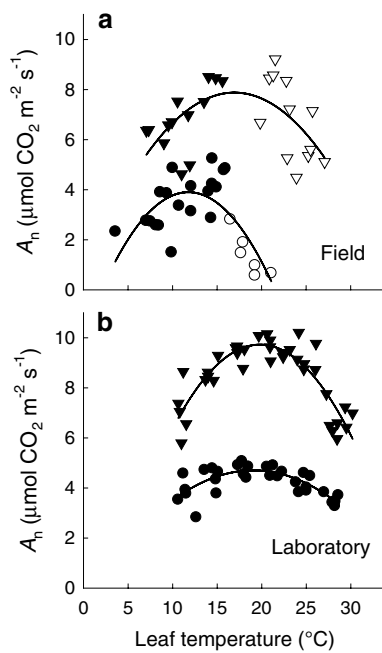 a
10
8
6
4
2
0
Aₙ (μmol CO₂ m⁻² s⁻¹)
Field
b
10
8
6
4
2
0
Aₙ (μmol CO₂ m⁻² s⁻¹)
Laboratory
0 5 10 15 20 25 30
Leaf temperature (°C)